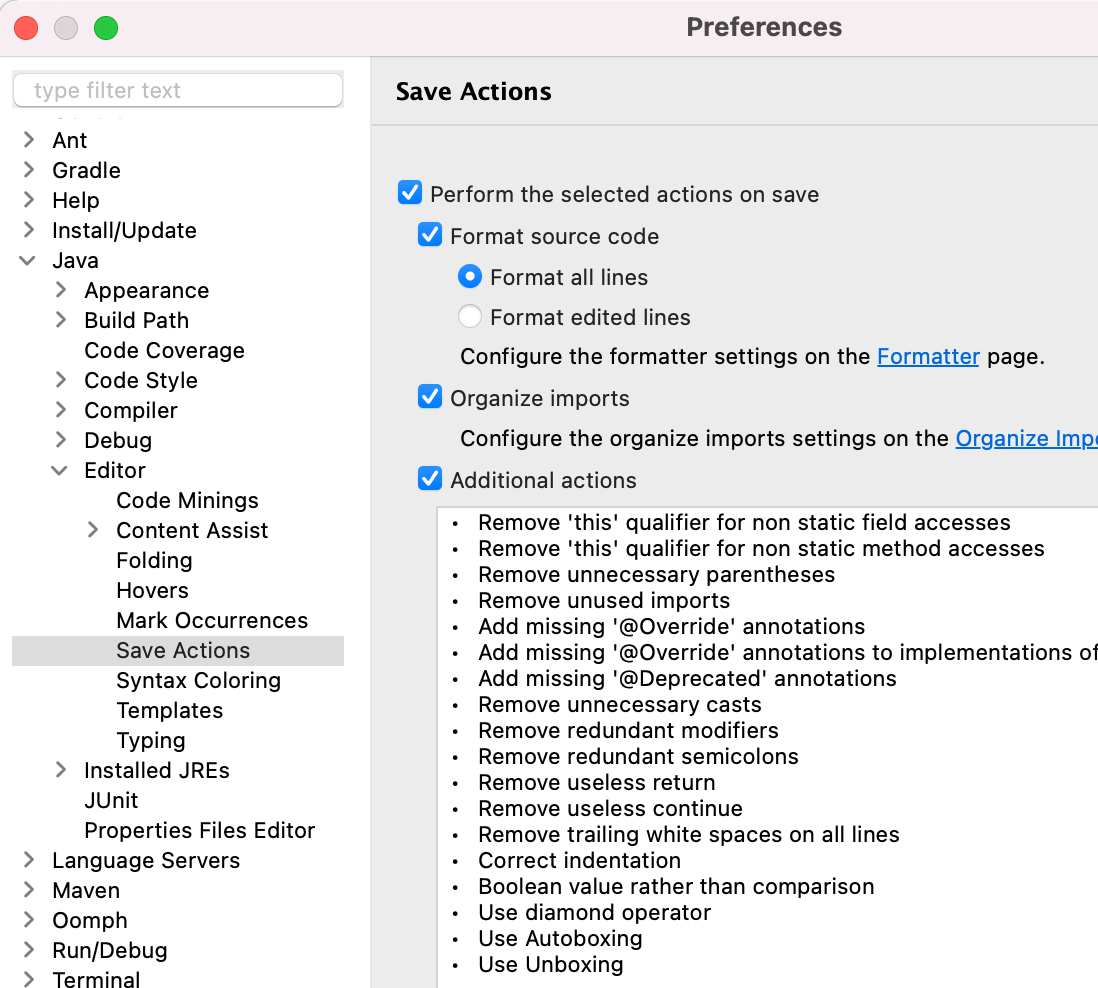 Preferences
type filter text
Ant
Gradle
Help
Install/Update
Java
Appearance
Build Path
Code Coverage
Code Style
Compiler
Debug
Editor
Code Minings
Content Assist
Folding
Hovers
Mark Occurrences
Save Actions
Syntax Coloring
Templates
Typing
Installed JREs
JUnit
Properties Files Editor
Language Servers
Maven
Oomph
Run/Debug
Terminal
Save Actions
Perform the selected actions on save
Format source code
Format all lines
Format edited lines
Configure the formatter settings on the Formatter page.
Organize imports
Configure the organize imports settings on the Organize Impo
Additional actions
• Remove 'this' qualifier for non static field accesses
• Remove 'this' qualifier for non static method accesses
• Remove unnecessary parentheses
• Remove unused imports
• Add missing '@Override' annotations
• Add missing '@Override' annotations to implementations of
• Add missing '@Deprecated' annotations
• Remove unnecessary casts
• Remove redundant modifiers
• Remove redundant semicolons
• Remove useless return
• Remove useless continue
• Remove trailing white spaces on all lines
• Correct indentation
• Boolean value rather than comparison
• Use diamond operator
• Use Autoboxing
• Use Unboxing